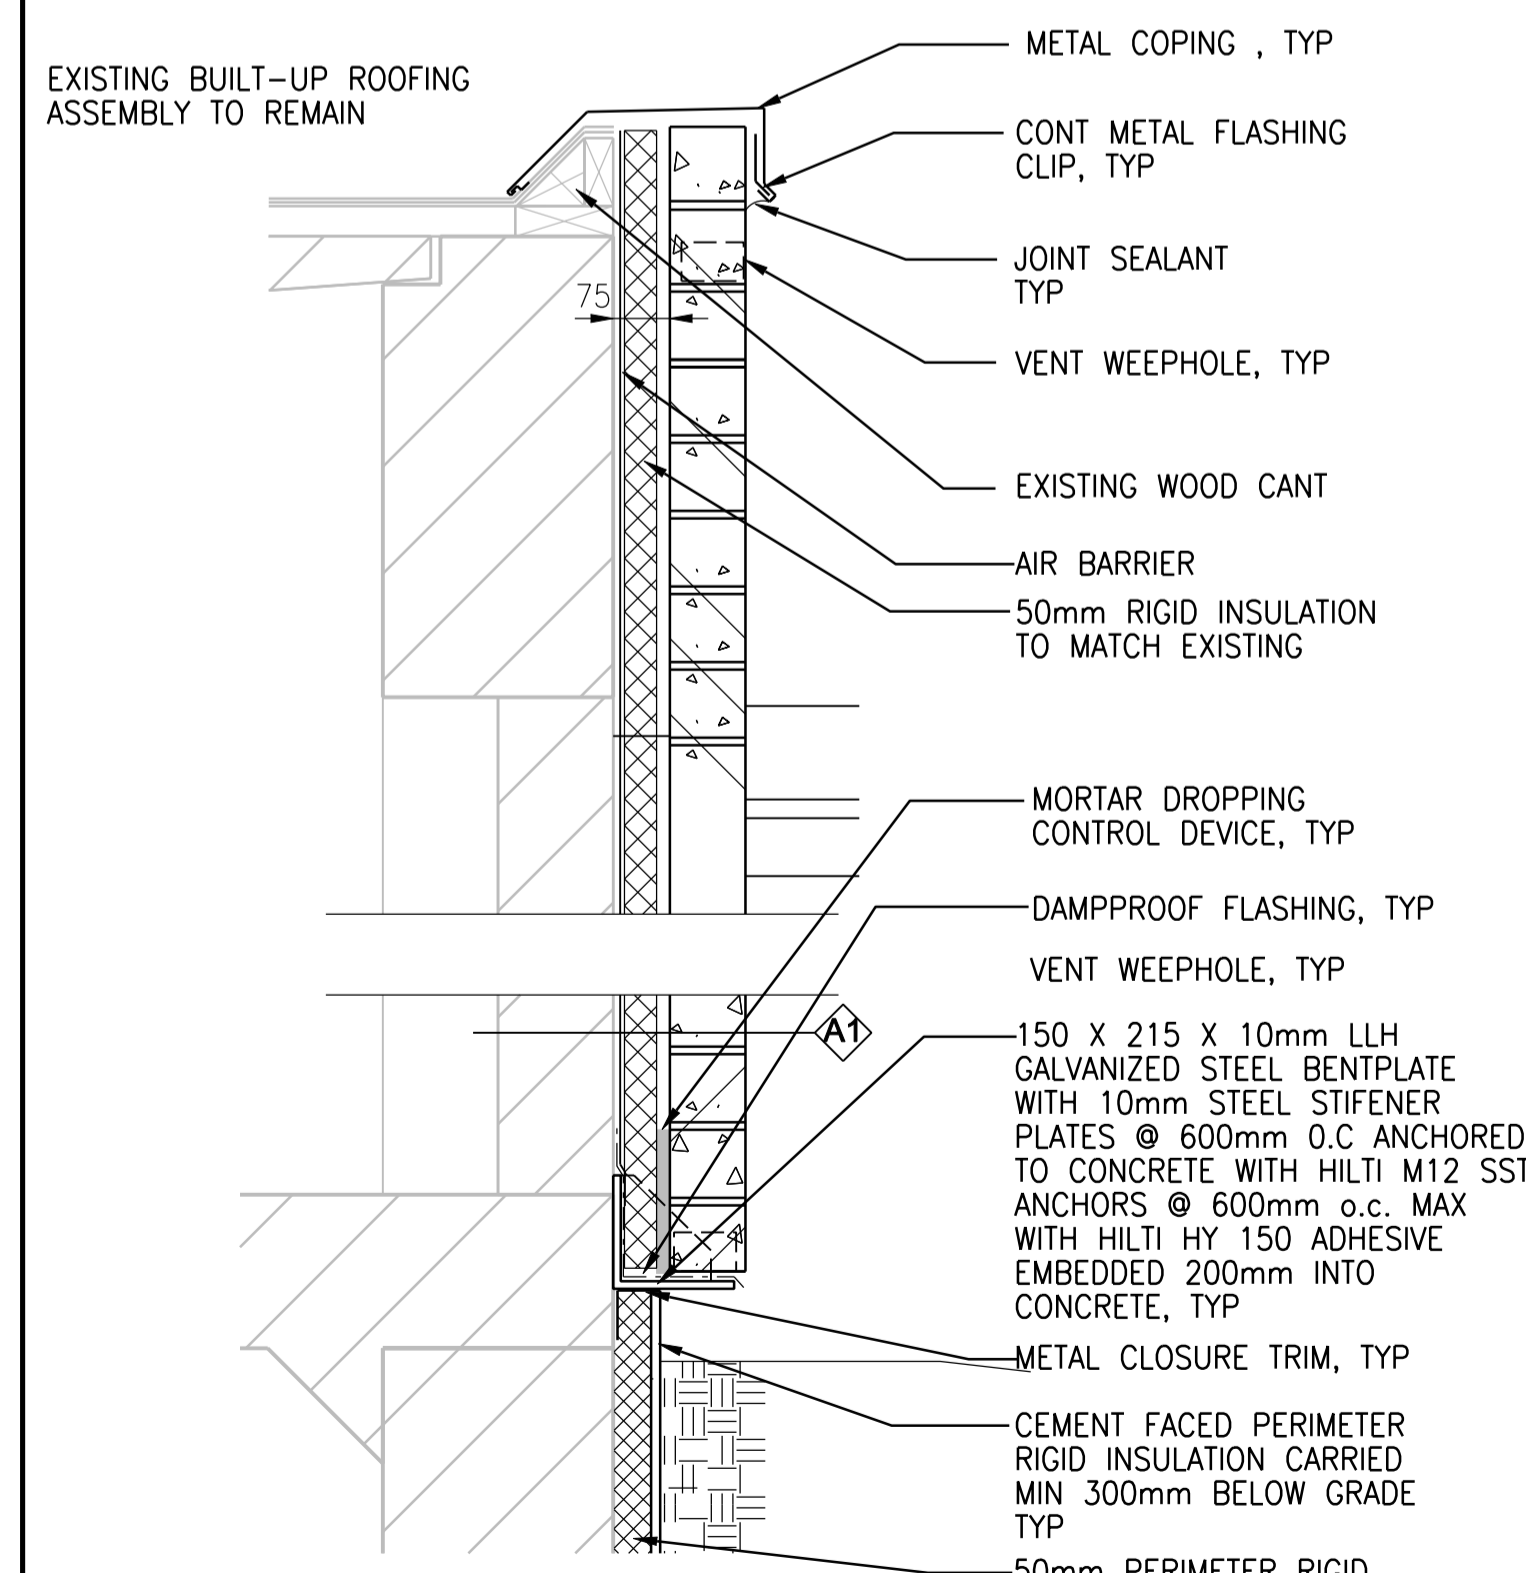 EXISTING BUILT-UP ROOFING
ASSEMBLY TO REMAIN
METAL COPING , TYP
CONT METAL FLASHING
CLIP, TYP
JOINT SEALANT
TYP
75
VENT WEEPHOLE, TYP
EXISTING WOOD CANT
AIR BARRIER
50mm RIGID INSULATION
TO MATCH EXISTING
MORTAR DROPPING
CONTROL DEVICE, TYP
DAMPPROOF FLASHING, TYP
VENT WEEPHOLE, TYP
A1
150 X 215 X 10mm LLH
GALVANIZED STEEL BENTPLATE
WITH 10mm STEEL STIFENER
PLATES @ 600mm O.C ANCHORED
TO CONCRETE WITH HILTI M12 SST
ANCHORS @ 600mm o.c. MAX
WITH HILTI HY 150 ADHESIVE
EMBEDDED 200mm INTO
CONCRETE, TYP
METAL CLOSURE TRIM, TYP
CEMENT FACED PERIMETER
RIGID INSULATION CARRIED
MIN 300mm BELOW GRADE
TYP
50mm PERIMETER RIGID